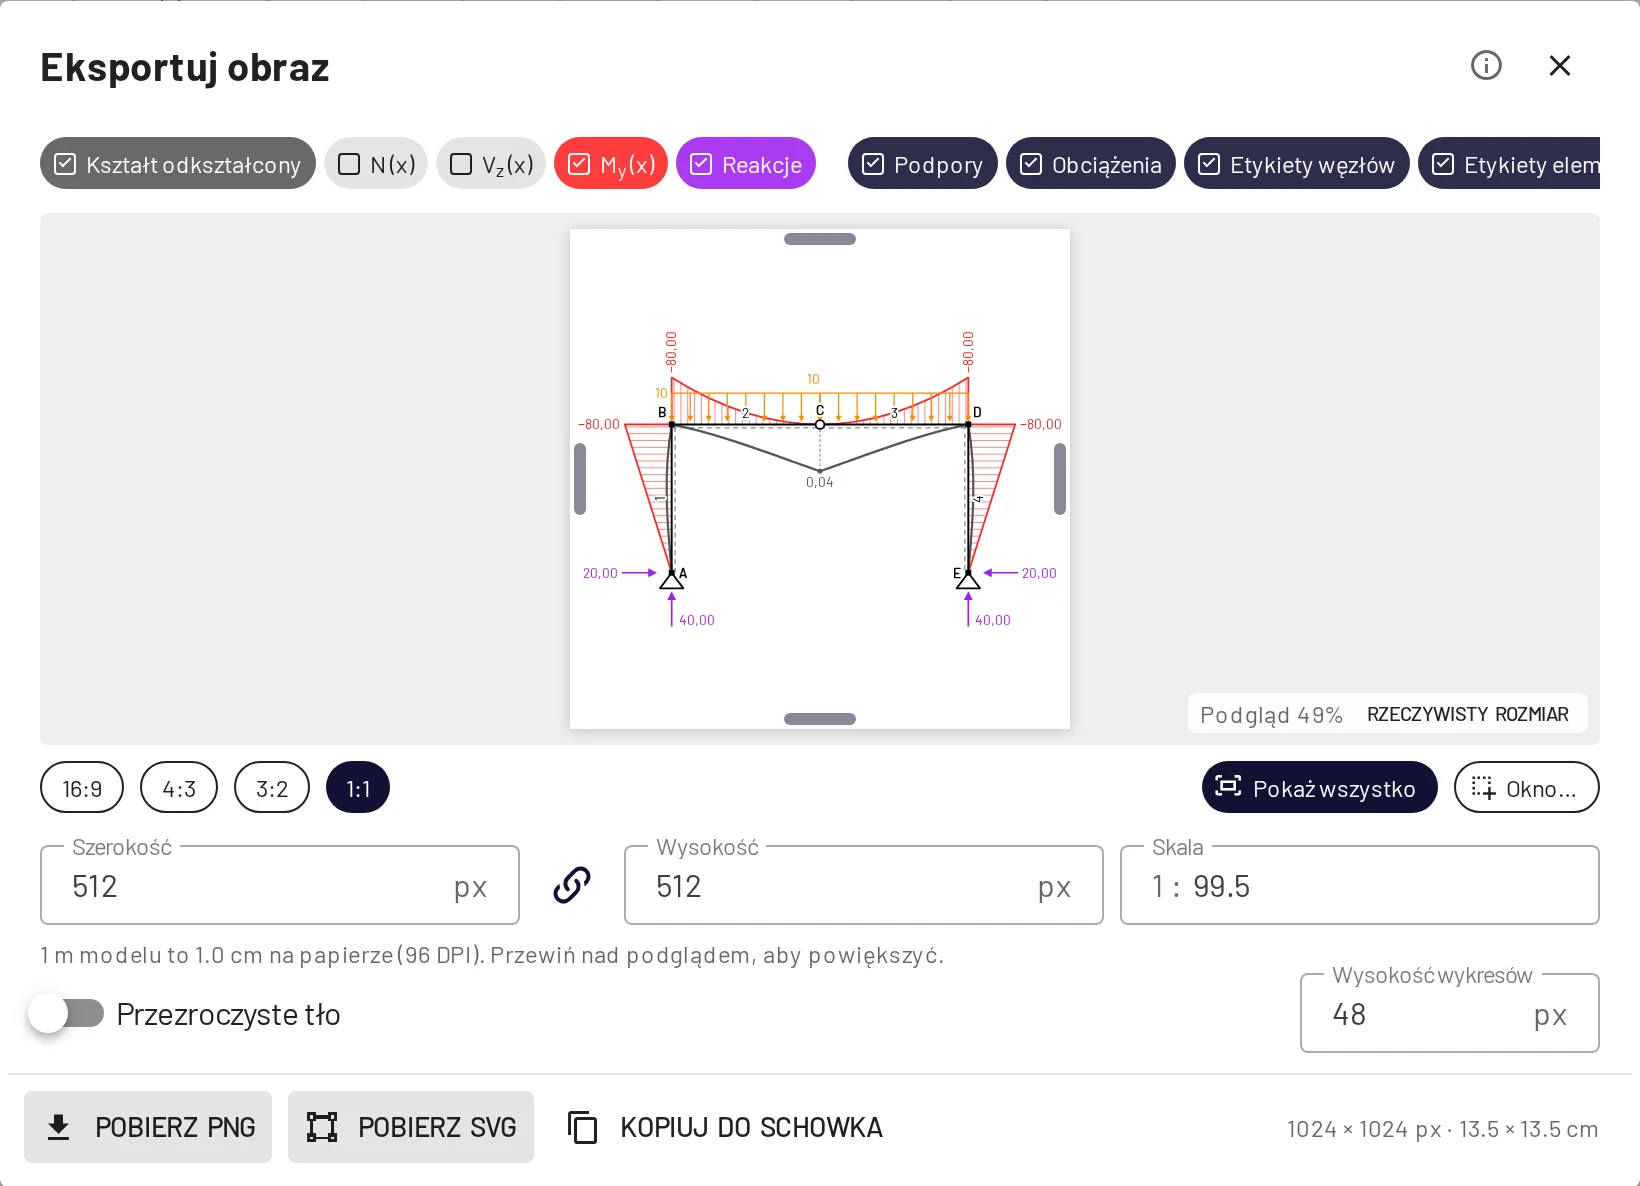 Eksportuj obraz
Kształt odkształcony
N(x)
Vz(x)
My(x)
Reakcje
Podpory
Obciążenia
Etykiety węzłów
Etykiety elem
-80,00
-80,00
10
10
B
2
C
3
D
-80,00
-80,00
0,04
1
4
20,00
A
E
20,00
40,00
40,00
Podgląd 49%
RZECZYWISTY ROZMIAR
16:9
4:3
3:2
1:1
Pokaż wszystko
Okno...
Szerokość
512 px
Wysokość
512 px
Skala
1 : 99.5
1 m modelu to 1.0 cm na papierze (96 DPI). Przewiń nad podglądem, aby powiększyć.
Przezroczyste tło
Wysokość wykresów
48 px
POBIERZ PNG
POBIERZ SVG
KOPIUJ DO SCHOWKA
1024 × 1024 px · 13.5 × 13.5 cm